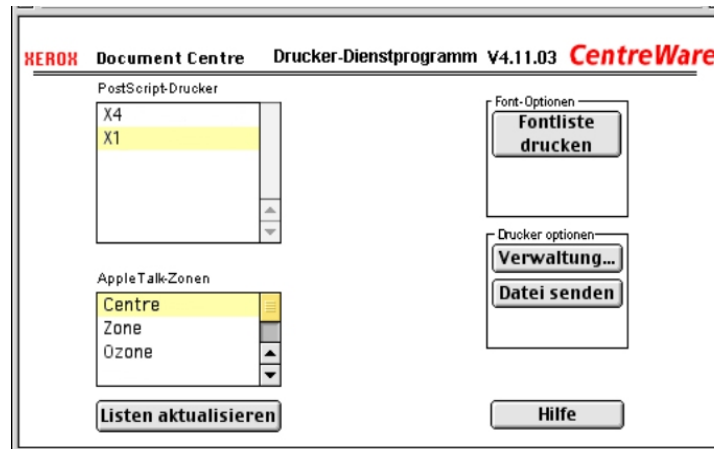 XEROX Document Centre Drucker-Dienstprogramm V4.11.03 CentreWare
PostScript-Drucker
X4
X1
Font-Optionen
Fontliste
drucken
Drucker optionen
Verwaltung...
Datei senden
AppleTalk-Zonen
Centre
Zone
Ozone
Listen aktualisieren
Hilfe